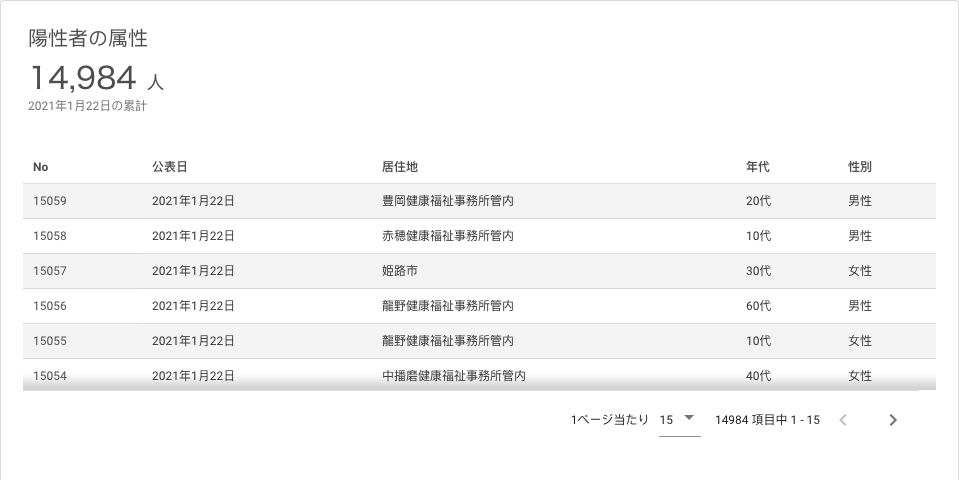 陽性者の属性
14,984 人
2021年1月22日の累計
No 公表日 居住地 年代 性別
15059 2021年1月22日 豊岡健康福祉事務所管内 20代 男性
15058 2021年1月22日 赤穂健康福祉事務所管内 10代 男性
15057 2021年1月22日 姫路市 30代 女性
15056 2021年1月22日 龍野健康福祉事務所管内 60代 男性
15055 2021年1月22日 龍野健康福祉事務所管内 10代 女性
15054 2021年1月22日 中播磨健康福祉事務所管内 40代 女性
1ページ当たり 15 14984 項目中 1 - 15